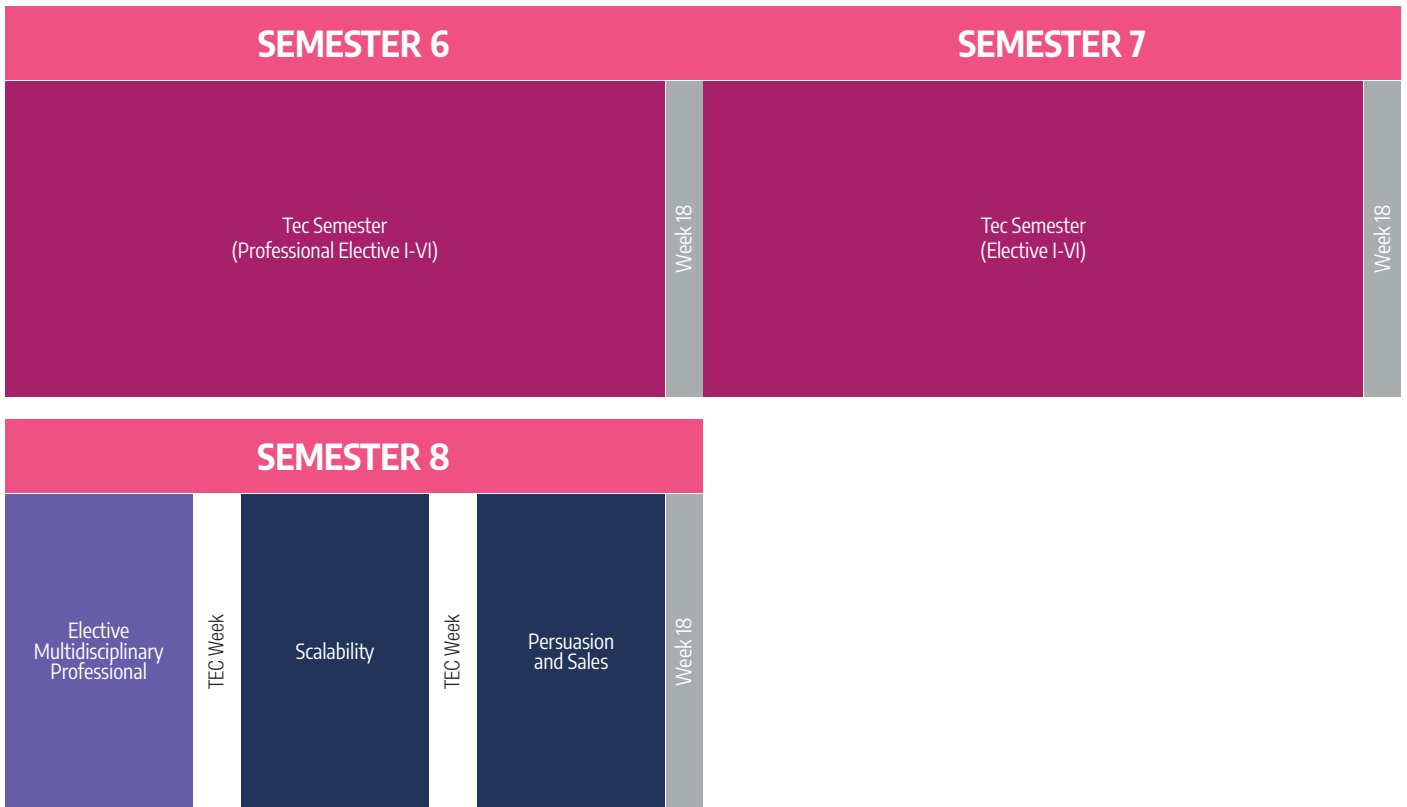 SEMESTER 6
SEMESTER 7
Tec Semester
(Professional Elective I-VI)
Week 18
Tec Semester
(Elective I-VI)
Week 18
SEMESTER 8
Elective
Multidisciplinary
Professional
TEC Week
Scalability
TEC Week
Persuasion
and Sales
Week 18